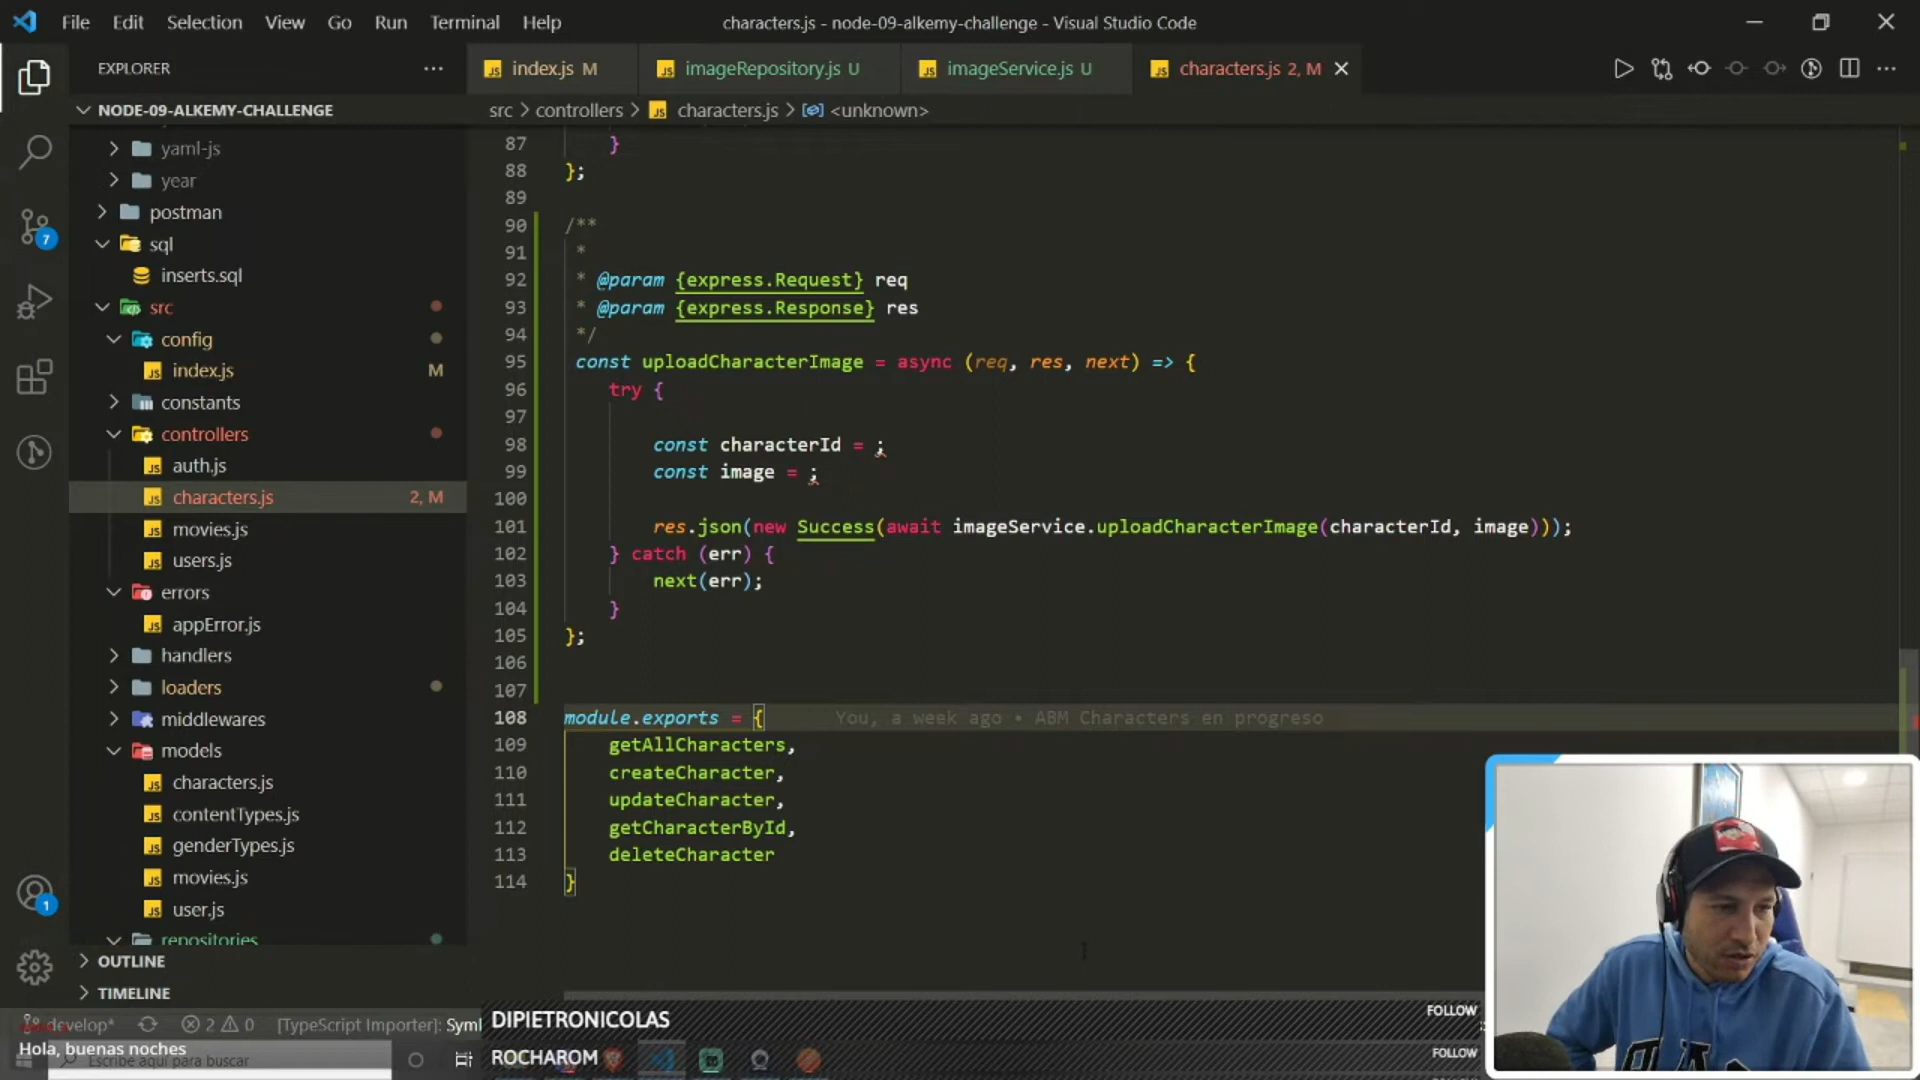 File Edit Selection View Go Run Terminal Help
characters.js - node-09-alkemy-challenge - Visual Studio Code
EXPLORER
index.js M
imageRepository.js U
imageService.js U
characters.js 2, M
NODE-09-ALKEMY-CHALLENGE
src > controllers > characters.js > <unknown>
yaml-js
year
postman
sql
inserts.sql
src
config
index.js M
constants
controllers
auth.js
characters.js 2, M
movies.js
users.js
errors
appError.js
handlers
loaders
middlewares
models
characters.js
contentTypes.js
genderTypes.js
movies.js
user.js
repositories
OUTLINE
TIMELINE
7
1
87 }
88 };
89
90 /**
91 *
92 * @param {express.Request} req
93 * @param {express.Response} res
94 */
95 const uploadCharacterImage = async (req, res, next) => {
96 try {
97
98 const characterId = ;
99 const image = ;
100
101 res.json(new Success(await imageService.uploadCharacterImage(characterId, image)));
102 } catch (err) {
103 next(err);
104 }
105 };
106
107
108 module.exports = { You, a week ago • ABM Characters en progreso
109 getAllCharacters,
110 createCharacter,
111 updateCharacter,
112 getCharacterById,
113 deleteCharacter
114 }
develop* 2 0 [TypeScript Importer]: Symb
Hola, buenas noches
Escribe aquí para buscar
DIPIETRONICOLAS FOLLOW
ROCHAROM FOLLOW